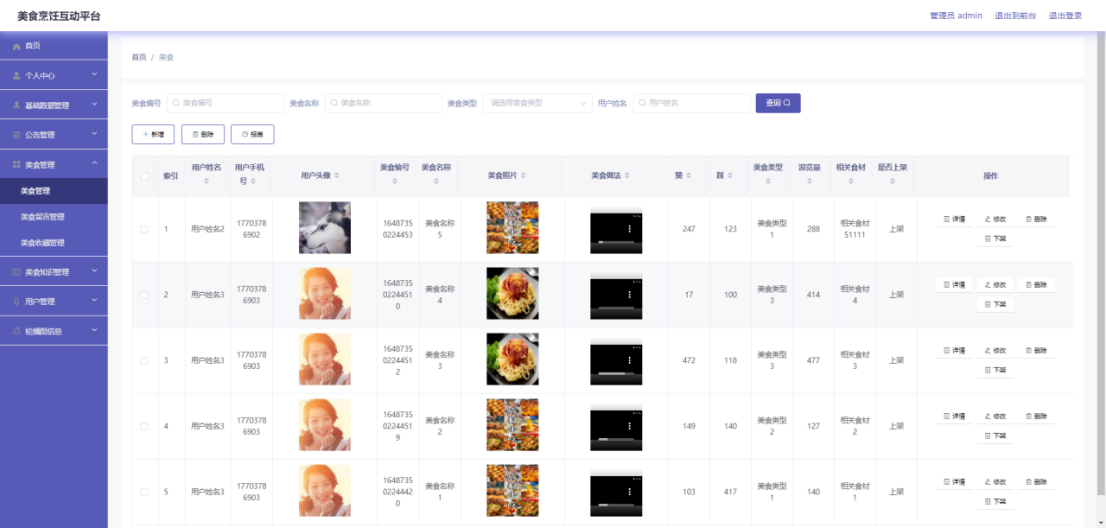 美食烹饪互动平台
管理员 admin 退出到前台 退出登录
首页
个人中心
基础数据管理
公告管理
美食管理
美食管理
美食留言管理
美食收藏管理
美食知识管理
用户管理
轮播图信息
首页 / 美食
美食编号 美食编号 美食名称 美食名称 美食类型 请选择美食类型 用户姓名 用户姓名 查询
+ 新增 删除 报表
索引 用户姓名 用户手机号 用户头像 美食编号 美食名称 美食照片 美食做法 赞 踩 美食类型 游览量 相关食材 是否上架 操作
1 用户姓名2 17703786902 16487350224453 美食名称5 247 123 美食类型1 288 相关食材51111 上架 详情 修改 删除
下架
2 用户姓名3 17703786903 164873502244510 美食名称4 17 100 美食类型3 414 相关食材4 上架 详情 修改 删除
下架
3 用户姓名3 17703786903 164873502244512 美食名称3 472 118 美食类型3 477 相关食材3 上架 详情 修改 删除
下架
4 用户姓名3 17703786903 164873502244519 美食名称2 149 140 美食类型2 127 相关食材2 上架 详情 修改 删除
下架
5 用户姓名3 17703786903 164873502244420 美食名称1 103 417 美食类型1 140 相关食材1 上架 详情 修改 删除
下架